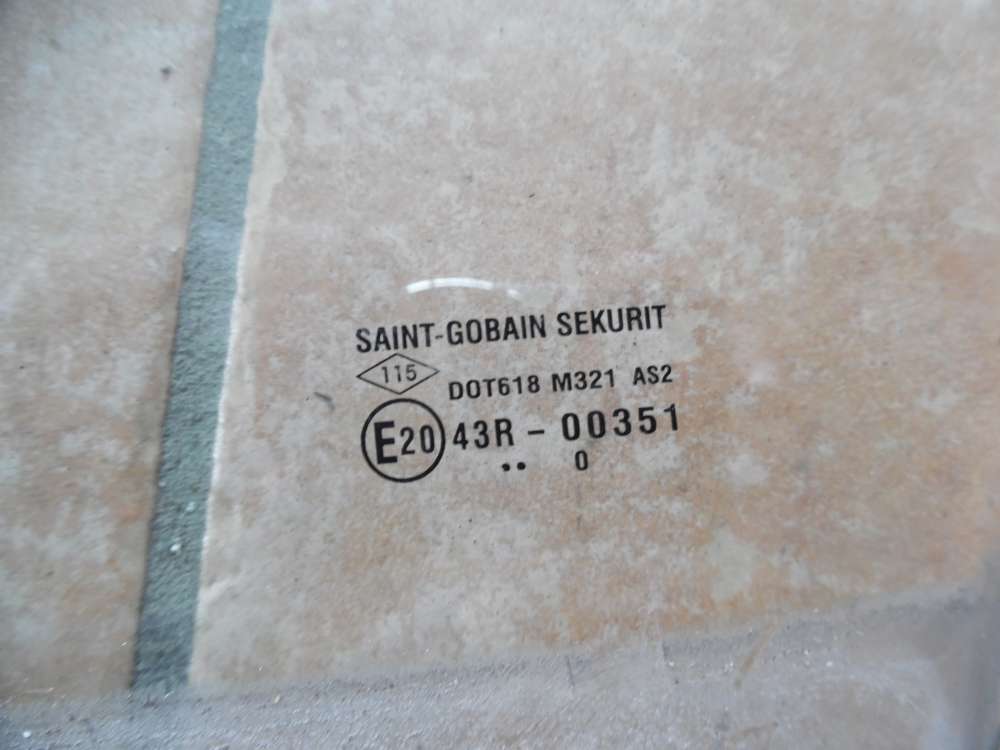 SAINT-GOBAIN SEKURIT
115 DOT618 M321 AS2
E20 43R - 00351
.. 0